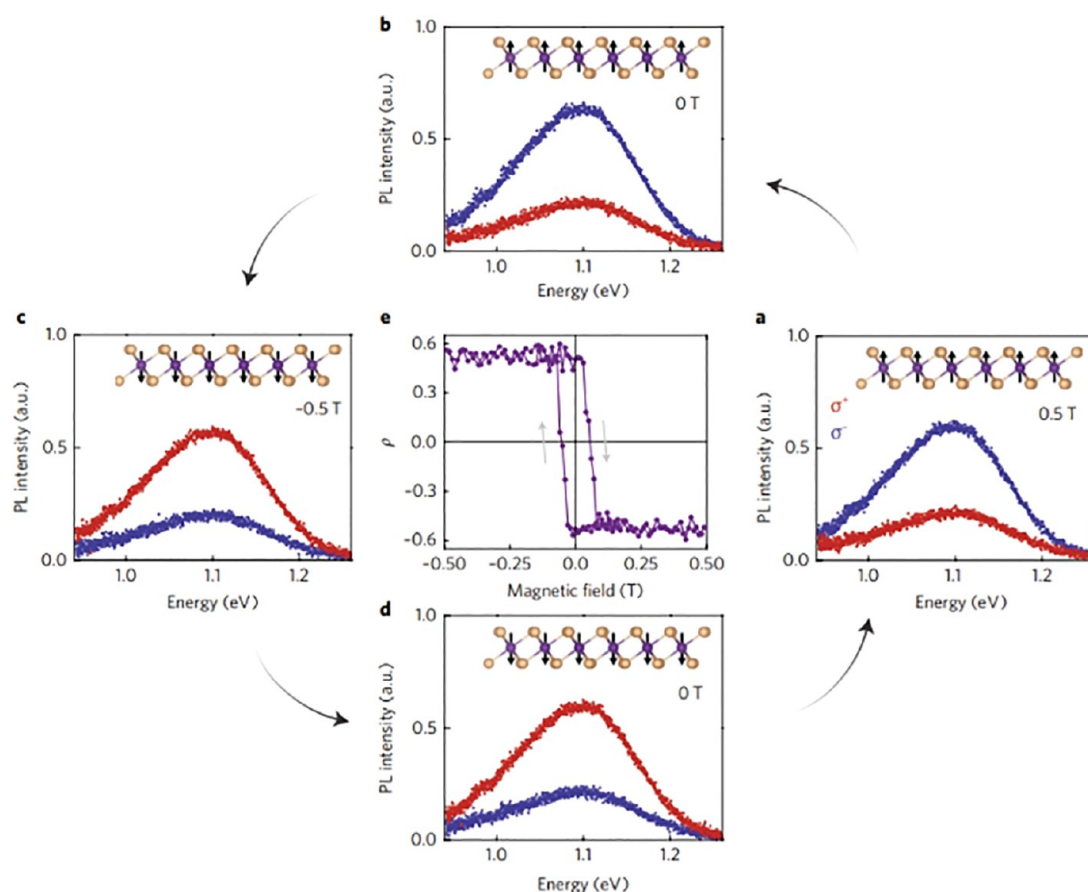 b
1.0
0 T
PL intensity (a.u.)
0.5
0.0
1.0 1.1 1.2
Energy (eV)
c
1.0
−0.5 T
PL intensity (a.u.)
0.5
0.0
1.0 1.1 1.2
Energy (eV)
e
0.6
0.3
ρ
0.0
−0.3
−0.6
−0.50 −0.25 0.0 0.25 0.50
Magnetic field (T)
a
1.0
σ+
σ−
0.5 T
PL intensity (a.u.)
0.5
0.0
1.0 1.1 1.2
Energy (eV)
d
1.0
0 T
PL intensity (a.u.)
0.5
0.0
1.0 1.1 1.2
Energy (eV)